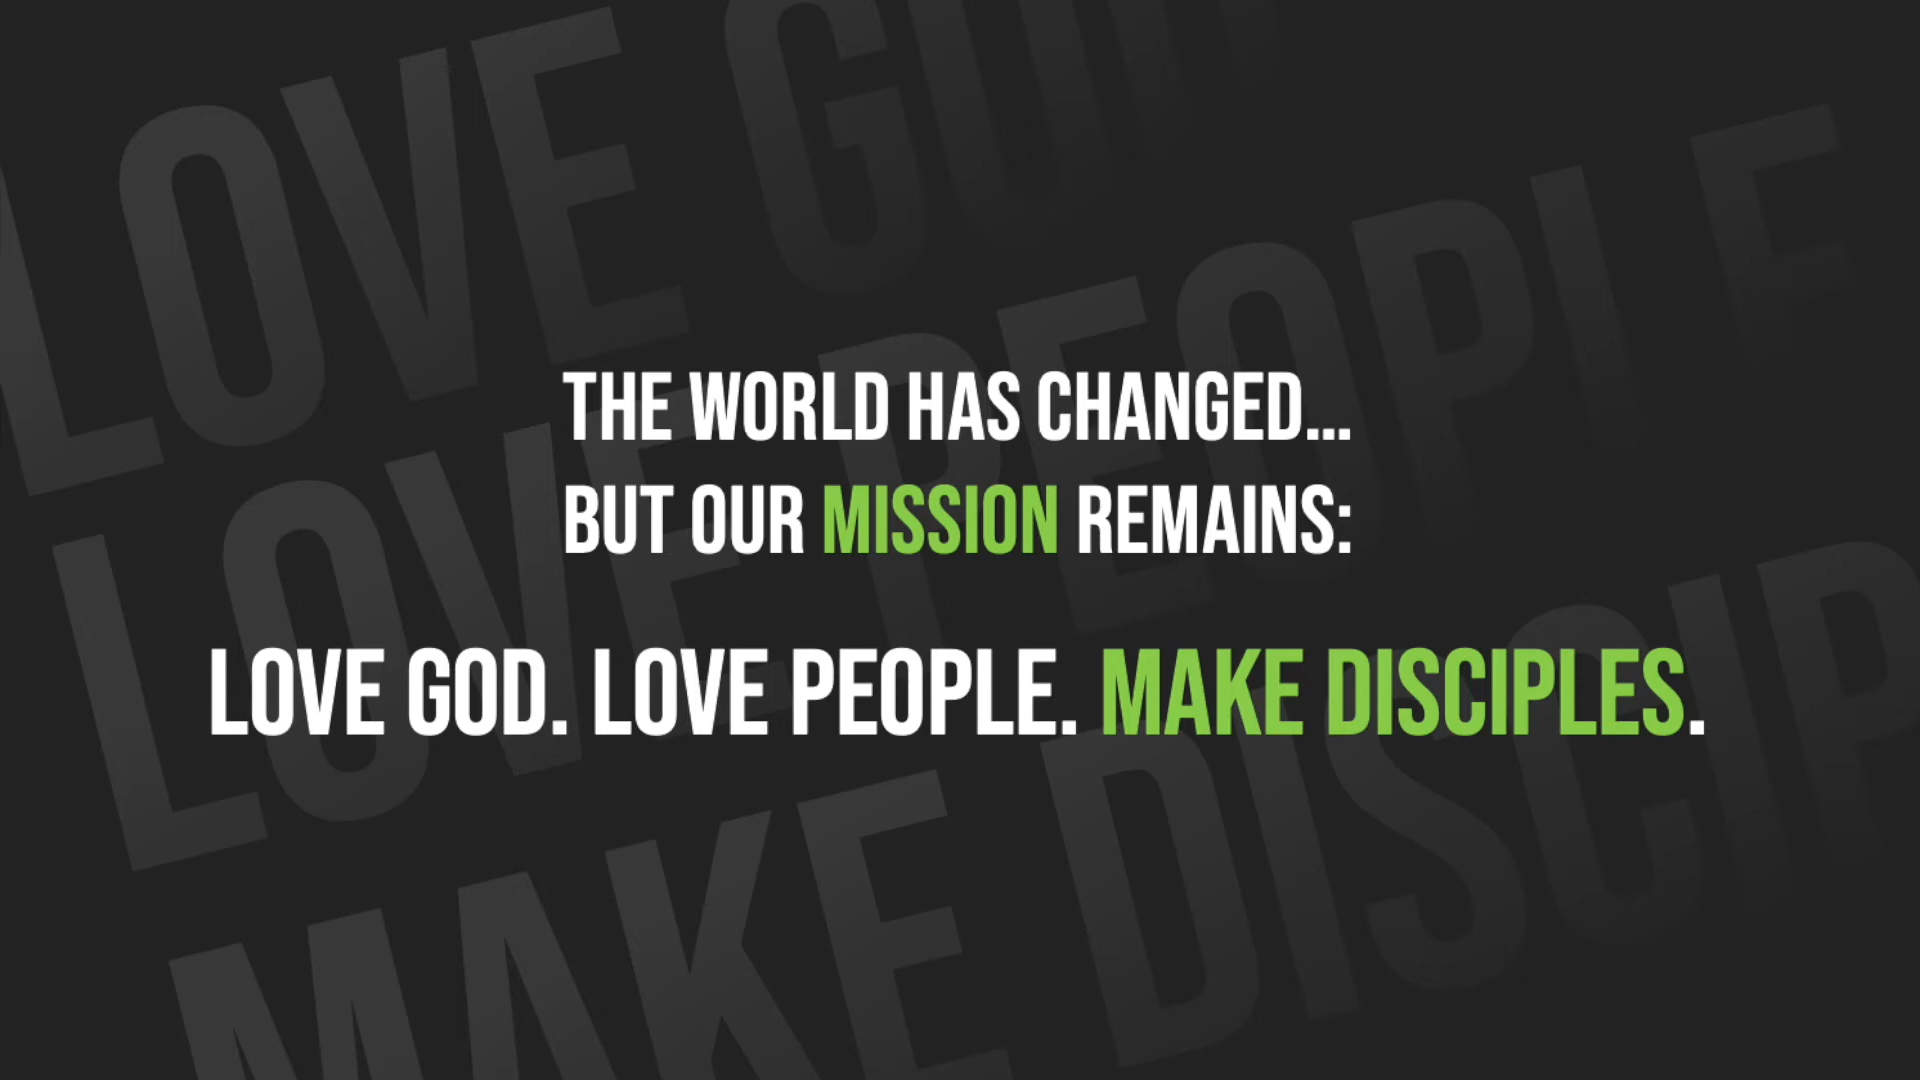 THE WORLD HAS CHANGED...
BUT OUR MISSION REMAINS:
LOVE GOD. LOVE PEOPLE. MAKE DISCIPLES.
LOVE GOD
LOVE PEOPLE
MAKE DISCIP